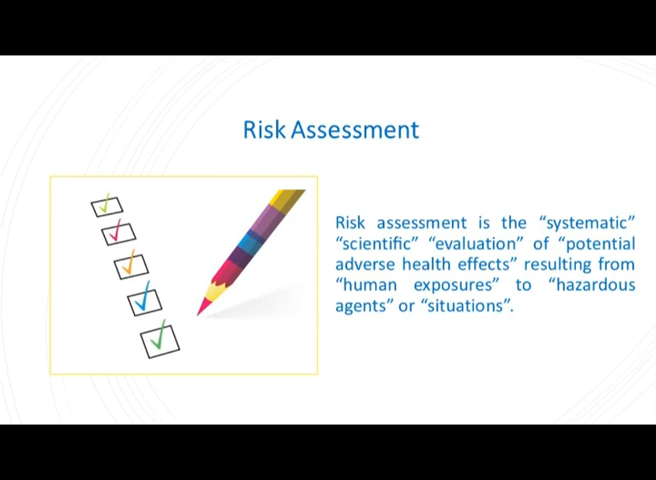 Risk Assessment
Risk assessment is the “systematic”
“scientific” “evaluation” of “potential
adverse health effects” resulting from
“human exposures” to “hazardous
agents” or “situations”.